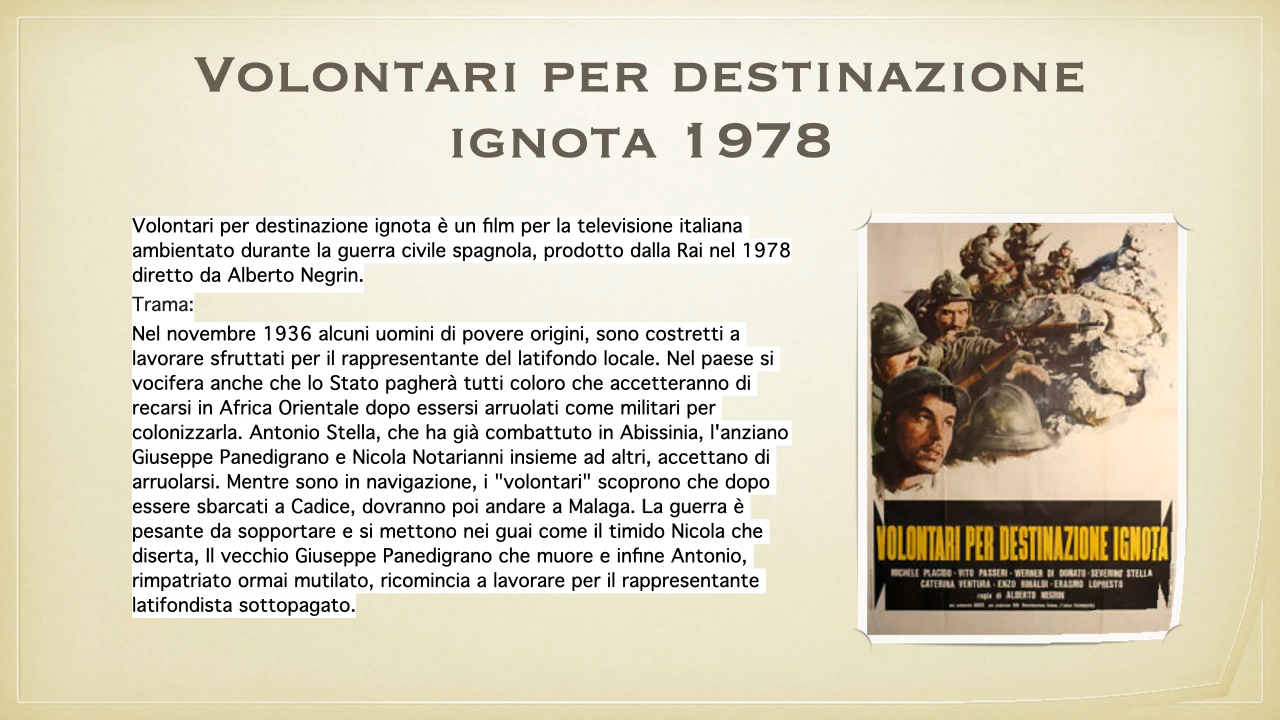 Volontari per destinazione
ignota 1978
Volontari per destinazione ignota è un film per la televisione italiana
ambientato durante la guerra civile spagnola, prodotto dalla Rai nel 1978
diretto da Alberto Negrin.
Trama:
Nel novembre 1936 alcuni uomini di povere origini, sono costretti a
lavorare sfruttati per il rappresentante del latifondo locale. Nel paese si
vocifera anche che lo Stato pagherà tutti coloro che accetteranno di
recarsi in Africa Orientale dopo essersi arruolati come militari per
colonizzarla. Antonio Stella, che ha già combattuto in Abissinia, l'anziano
Giuseppe Panedigrano e Nicola Notarianni insieme ad altri, accettano di
arruolarsi. Mentre sono in navigazione, i "volontari" scoprono che dopo
essere sbarcati a Cadice, dovranno poi andare a Malaga. La guerra è
pesante da sopportare e si mettono nei guai come il timido Nicola che
diserta, Il vecchio Giuseppe Panedigrano che muore e infine Antonio,
rimpatriato ormai mutilato, ricomincia a lavorare per il rappresentante
latifondista sottopagato.
VOLONTARI PER DESTINAZIONE IGNOTA
MICHELE PLACIDO - VITO PASSERI - WERNER DI DONATO - SEVERINO STELLA
CATERINA VENTURA - ENZO RINALDI - ERASMO LOPRESTO
regia di ALBERTO NEGRIN